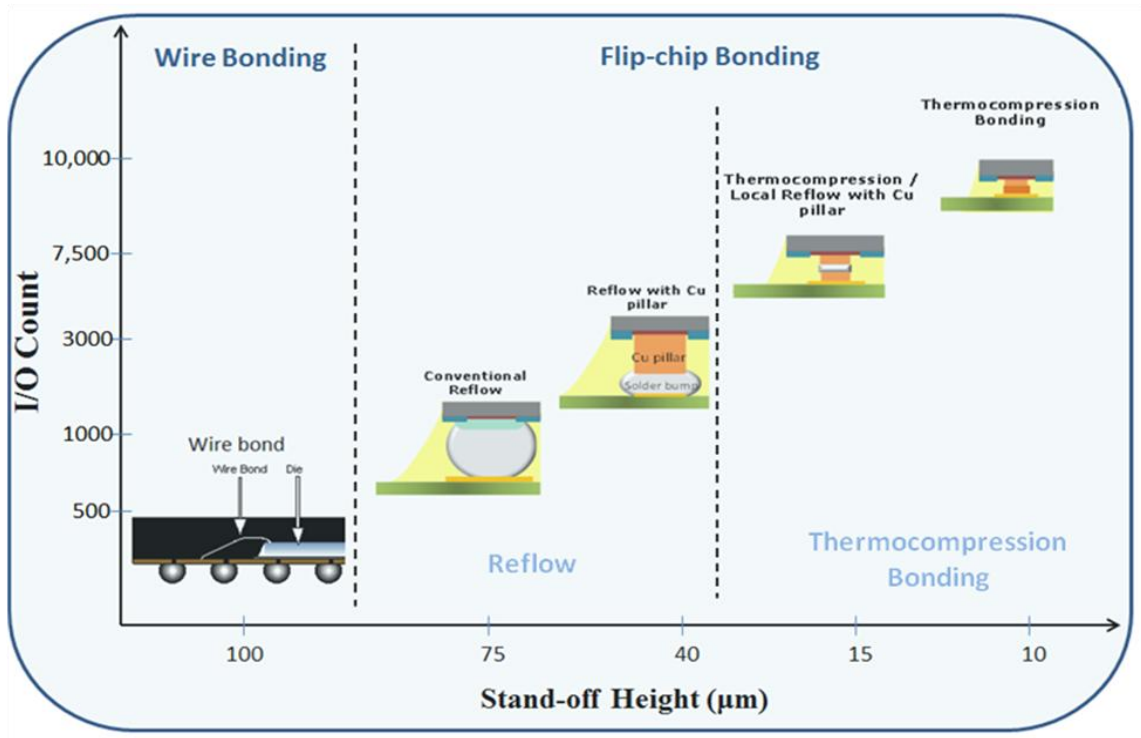 Wire Bonding
Flip-chip Bonding
Thermocompression
Bonding
10,000
Thermocompression /
Local Reflow with Cu
pillar
7,500
Reflow with Cu
pillar
3000
Cu pillar
Solder bump
Conventional
Reflow
1000
Wire bond
Wire Bond
Die
500
I/O Count
Reflow
Thermocompression
Bonding
100
75
40
15
10
Stand-off Height (μm)